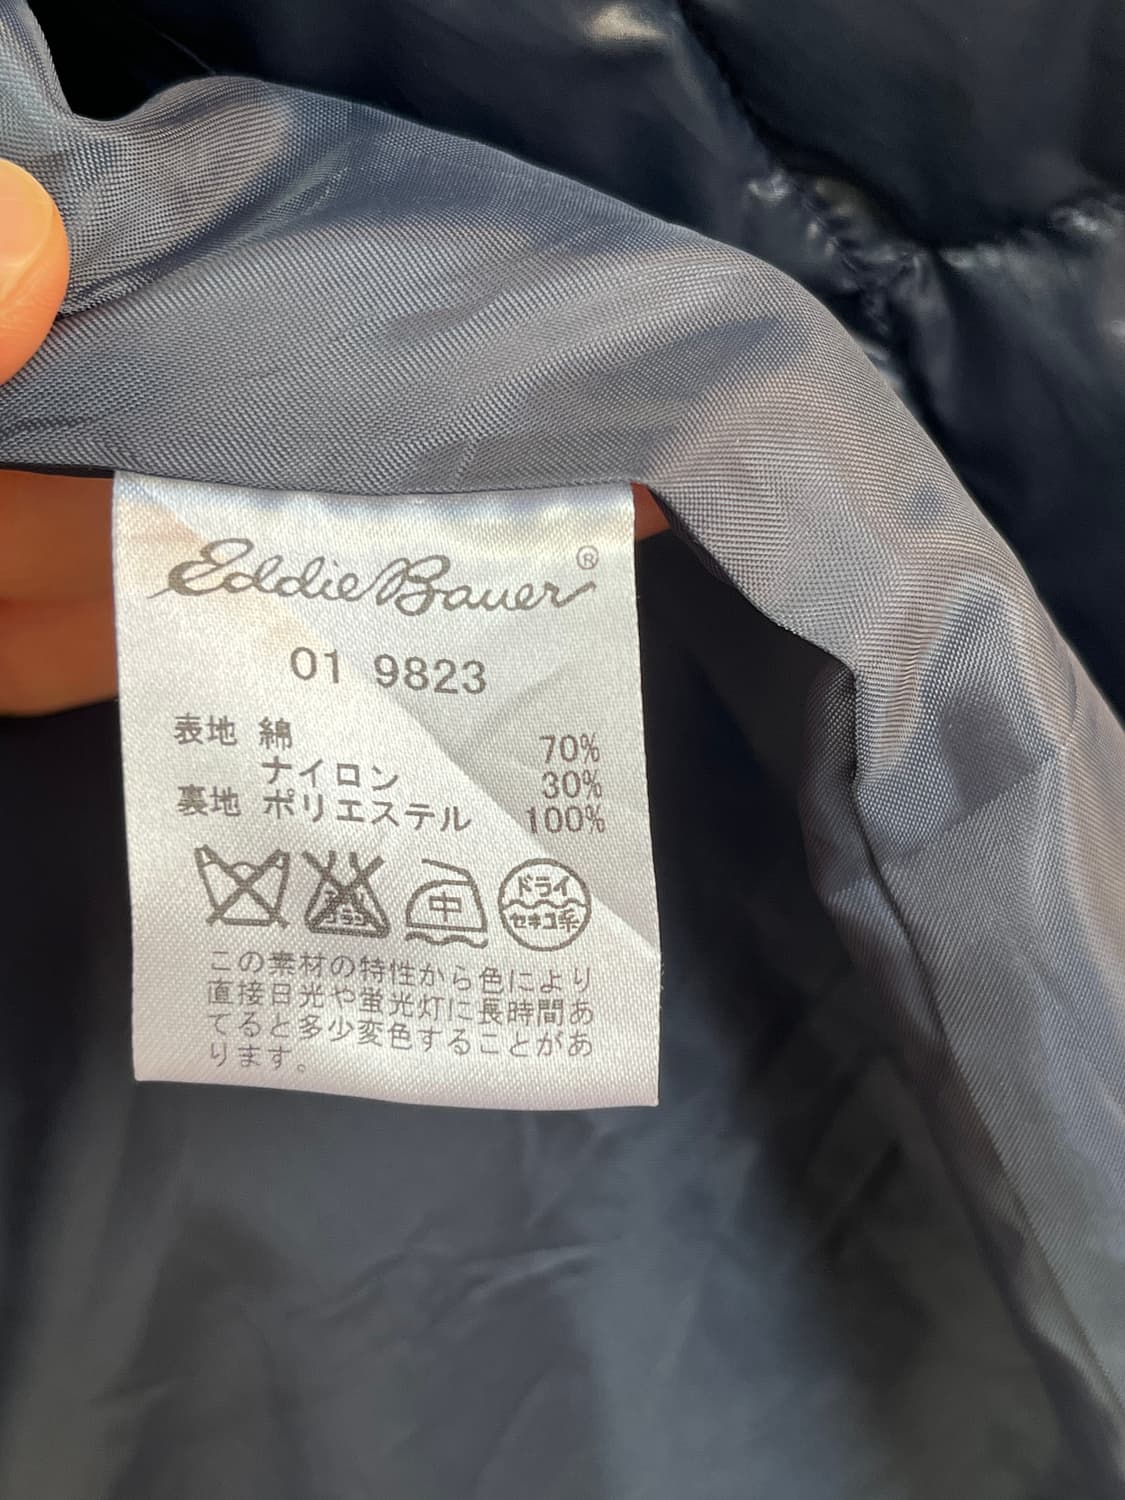 Eddie Bauer®
01 9823
表地 綿 70%
ナイロン 30%
裏地 ポリエステル 100%
中
ドライ
セキユ系
この素材の特性から色により
直接日光や蛍光灯に長時間あ
てると多少変色することがあ
ります。